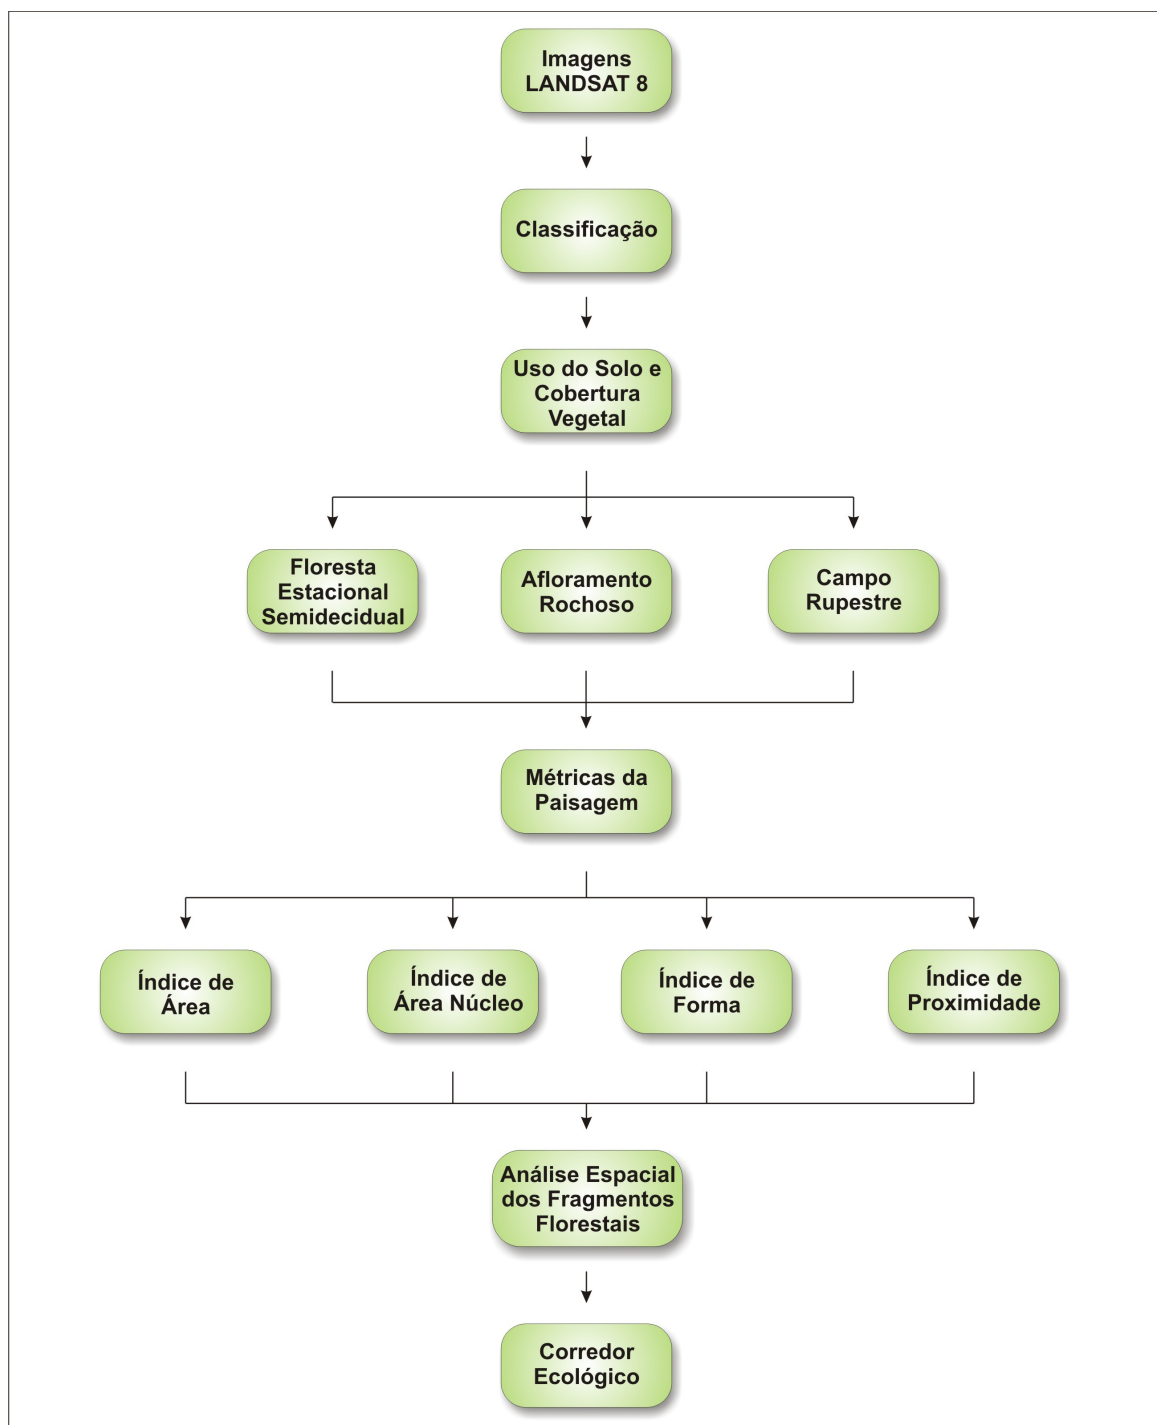 Imagens
LANDSAT 8
Classificação
Uso do Solo e
Cobertura
Vegetal
Floresta
Estacional
Semidecidual
Afloramento
Rochoso
Campo
Rupestre
Métricas da
Paisagem
Índice de
Área
Índice de
Área Núcleo
Índice de
Forma
Índice de
Proximidade
Análise Espacial
dos Fragmentos
Florestais
Corredor
Ecológico